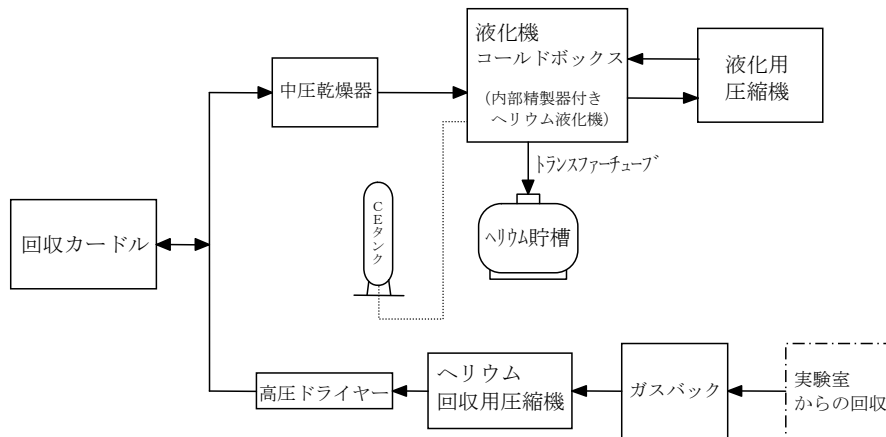 液化機
コールドボックス
(内部精製器付き
ヘリウム液化機)
液化用
圧縮機
中圧乾燥器
トランスファーチューブ
CEタンク
ヘリウム貯槽
回収カードル
高圧ドライヤー
ヘリウム
回収用圧縮機
ガスバック
実験室
からの回収